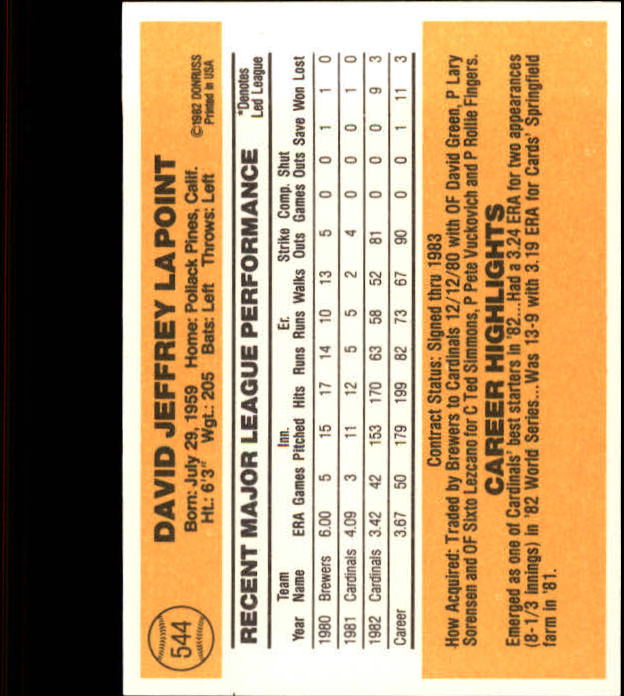 544
DAVID JEFFREY LA POINT
Born: July 29, 1959 Home: Pollack Pines, Calif.
Ht.: 6'3" Wgt.: 205 Bats: Left Throws: Left
©1982 DONRUSS
Printed in USA
RECENT MAJOR LEAGUE PERFORMANCE
*Denotes
Led League
Team Inn. Er. Strike Comp. Shut
Year Name ERA Games Pitched Hits Runs Runs Walks Outs Games Outs Save Won Lost
1980 Brewers 6.00 5 15 17 14 10 13 5 0 0 1 1 0
1981 Cardinals 4.09 3 11 12 5 5 2 4 0 0 0 1 0
1982 Cardinals 3.42 42 153 170 63 58 52 81 0 0 0 9 3
Career 3.67 50 179 199 82 73 67 90 0 0 1 11 3
Contract Status: Signed thru 1983
How Acquired: Traded by Brewers to Cardinals 12/12/80 with OF David Green, P Lary
Sorensen and OF Sixto Lezcano for C Ted Simmons, P Pete Vuckovich and P Rollie Fingers.
CAREER HIGHLIGHTS
Emerged as one of Cardinals' best starters in '82...Had a 3.24 ERA for two appearances
(8-1/3 innings) in '82 World Series...Was 13-9 with 3.19 ERA for Cards' Springfield
farm in '81.